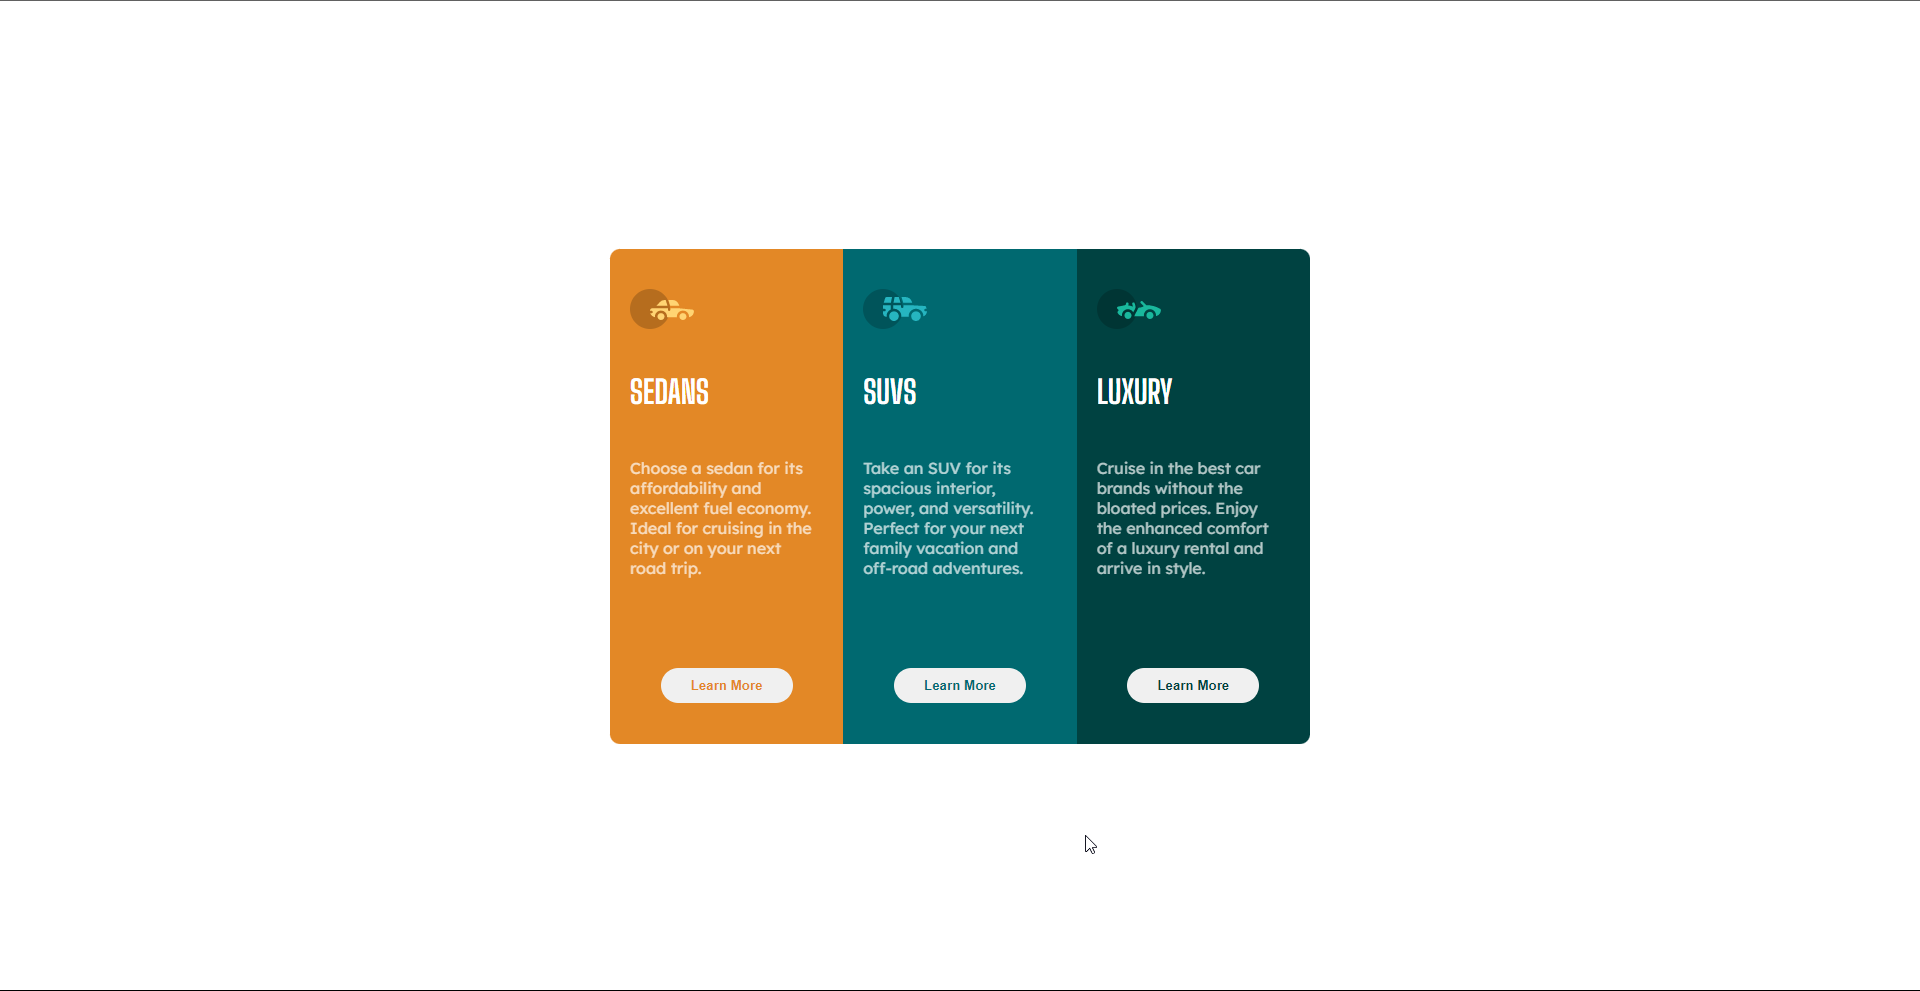 SEDANS
Choose a sedan for its
affordability and
excellent fuel economy.
Ideal for cruising in the
city or on your next
road trip.
Learn More
SUVS
Take an SUV for its
spacious interior,
power, and versatility.
Perfect for your next
family vacation and
off-road adventures.
Learn More
LUXURY
Cruise in the best car
brands without the
bloated prices. Enjoy
the enhanced comfort
of a luxury rental and
arrive in style.
Learn More